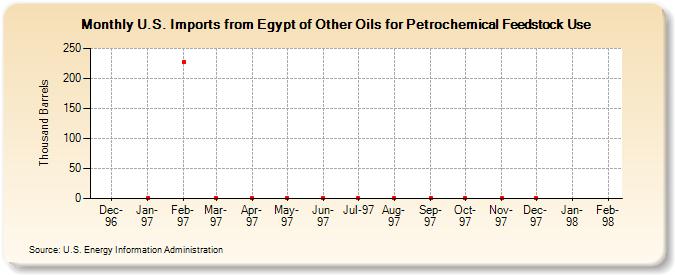 Monthly U.S. Imports from Egypt of Other Oils for Petrochemical Feedstock Use
Thousand Barrels
250
200
150
100
50
0
Dec-96 Jan-97 Feb-97 Mar-97 Apr-97 May-97 Jun-97 Jul-97 Aug-97 Sep-97 Oct-97 Nov-97 Dec-97 Jan-98 Feb-98
Source: U.S. Energy Information Administration